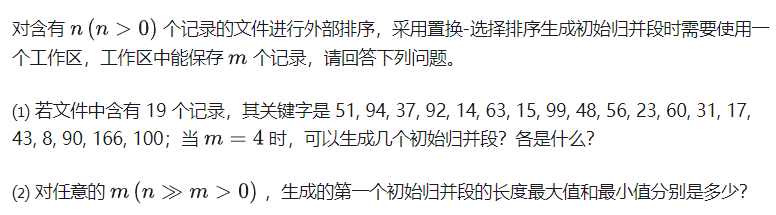 对含有 n (n > 0) 个记录的文件进行外部排序，采用置换-选择排序生成初始归并段时需要使用一
个工作区，工作区中能保存 m 个记录，请回答下列问题。
(1) 若文件中含有 19 个记录，其关键字是 51, 94, 37, 92, 14, 63, 15, 99, 48, 56, 23, 60, 31, 17,
43, 8, 90, 166, 100；当 m = 4 时，可以生成几个初始归并段？各是什么？
(2) 对任意的 m (n ≫ m > 0) ，生成的第一个初始归并段的长度最大值和最小值分别是多少？